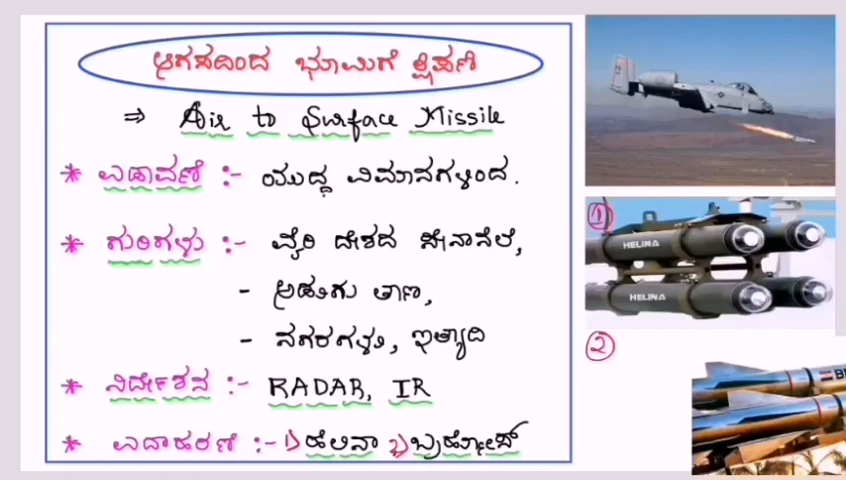 ಆಗಸದಿಂದ ಭೂಮಿಗೆ ಕ್ಷಿಪಣಿ
⇒ Air to Surface Missile
* ಉಡಾವಣೆ :- ಯುದ್ಧ ವಿಮಾನಗಳಿಂದ.
* ಗುರಿಗಳು :- ವೈರಿ ದೇಶದ ಸೇನಾನೆಲೆ,
- ಅಡಗು ತಾಣ,
- ನಗರಗಳು, ಇತ್ಯಾದಿ
* ನಿರ್ದೇಶನ :- RADAR, IR
* ಉದಾಹರಣೆ :- 1) ಹೆಲಿನಾ 2) ಬ್ರಹ್ಮೋಸ್
1
HELINA
HELINA
2